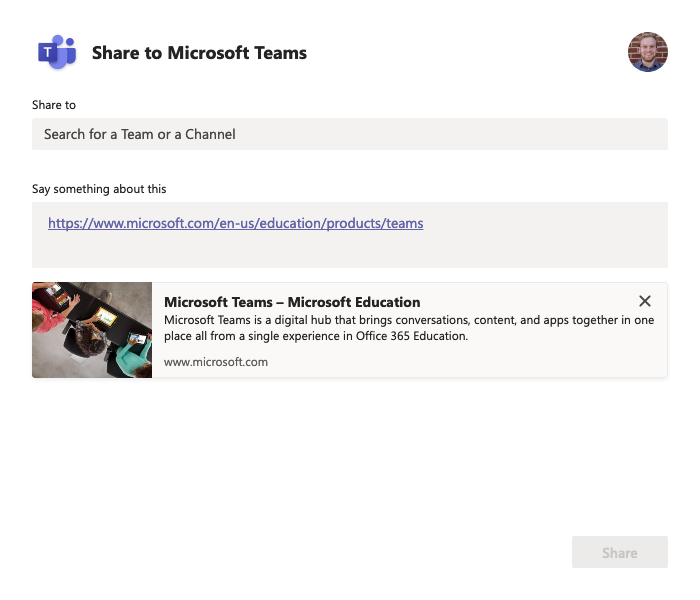 T
Share to Microsoft Teams
Share to
Search for a Team or a Channel
Say something about this
https://www.microsoft.com/en-us/education/products/teams
Microsoft Teams – Microsoft Education
Microsoft Teams is a digital hub that brings conversations, content, and apps together in one
place all from a single experience in Office 365 Education.
www.microsoft.com
Share